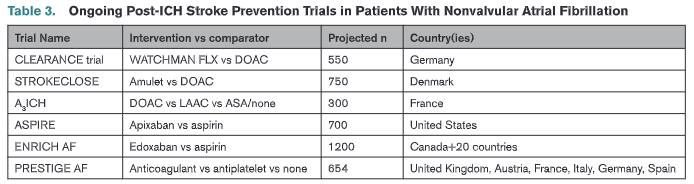 Table 3. Ongoing Post-ICH Stroke Prevention Trials in Patients With Nonvalvular Atrial Fibrillation
Trial Name Intervention vs comparator Projected n Country(ies)
CLEARANCE trial WATCHMAN FLX vs DOAC 550 Germany
STROKECLOSE Amulet vs DOAC 750 Denmark
A₃ICH DOAC vs LAAC vs ASA/none 300 France
ASPIRE Apixaban vs aspirin 700 United States
ENRICH AF Edoxaban vs aspirin 1200 Canada+20 countries
PRESTIGE AF Anticoagulant vs antiplatelet vs none 654 United Kingdom, Austria, France, Italy, Germany, Spain